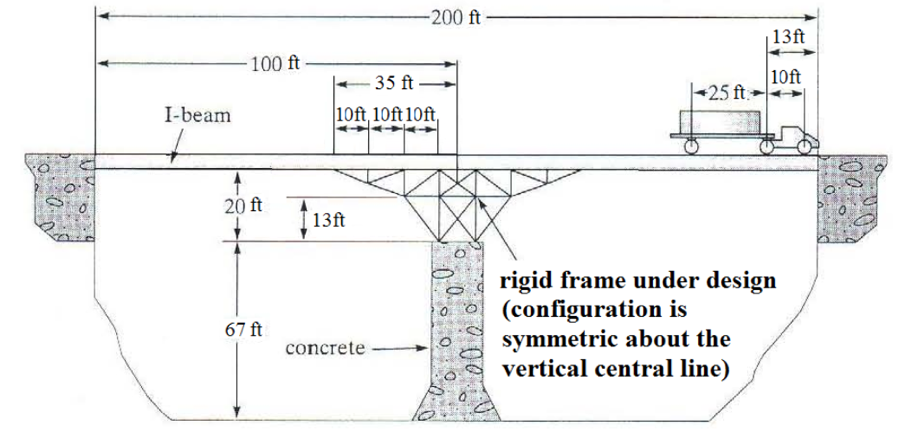 200 ft
13ft
100 ft
35 ft
10ft
25 ft
10ft 10ft 10ft
I-beam
20 ft
13ft
rigid frame under design
(configuration is
symmetric about the
vertical central line)
67 ft
concrete